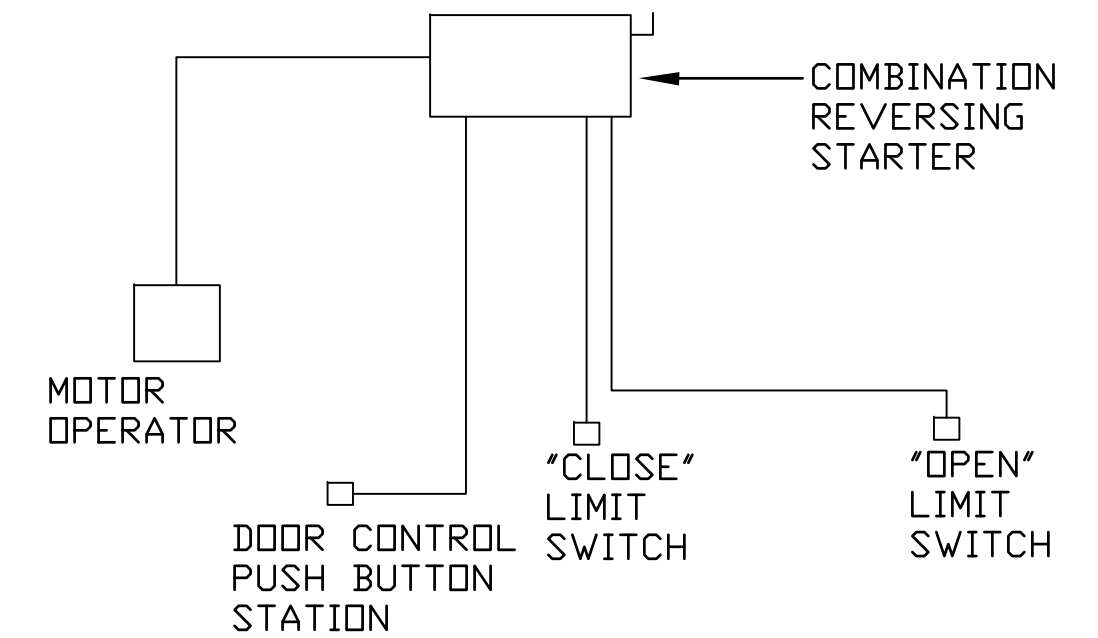 COMBINATION
REVERSING
STARTER
MOTOR
OPERATOR
"CLOSE"
LIMIT
SWITCH
"OPEN"
LIMIT
SWITCH
DOOR CONTROL
PUSH BUTTON
STATION